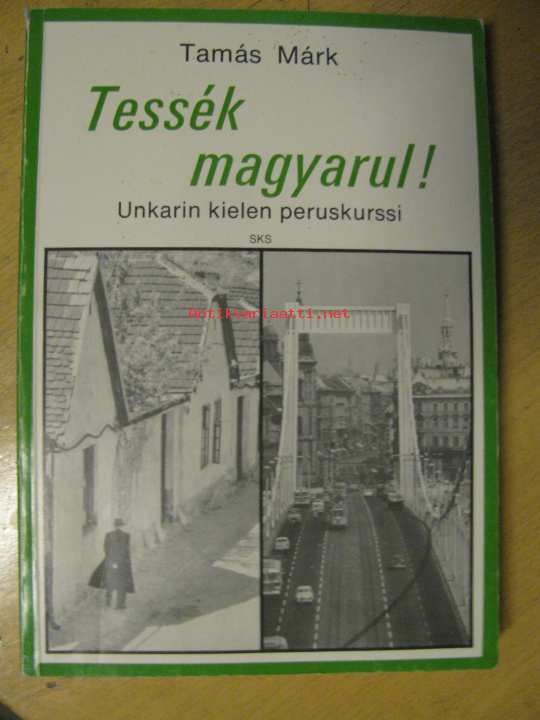 Tamás Márk
Tessék
magyarul!
Unkarin kielen peruskurssi
SKS
Antikvariaatti.net